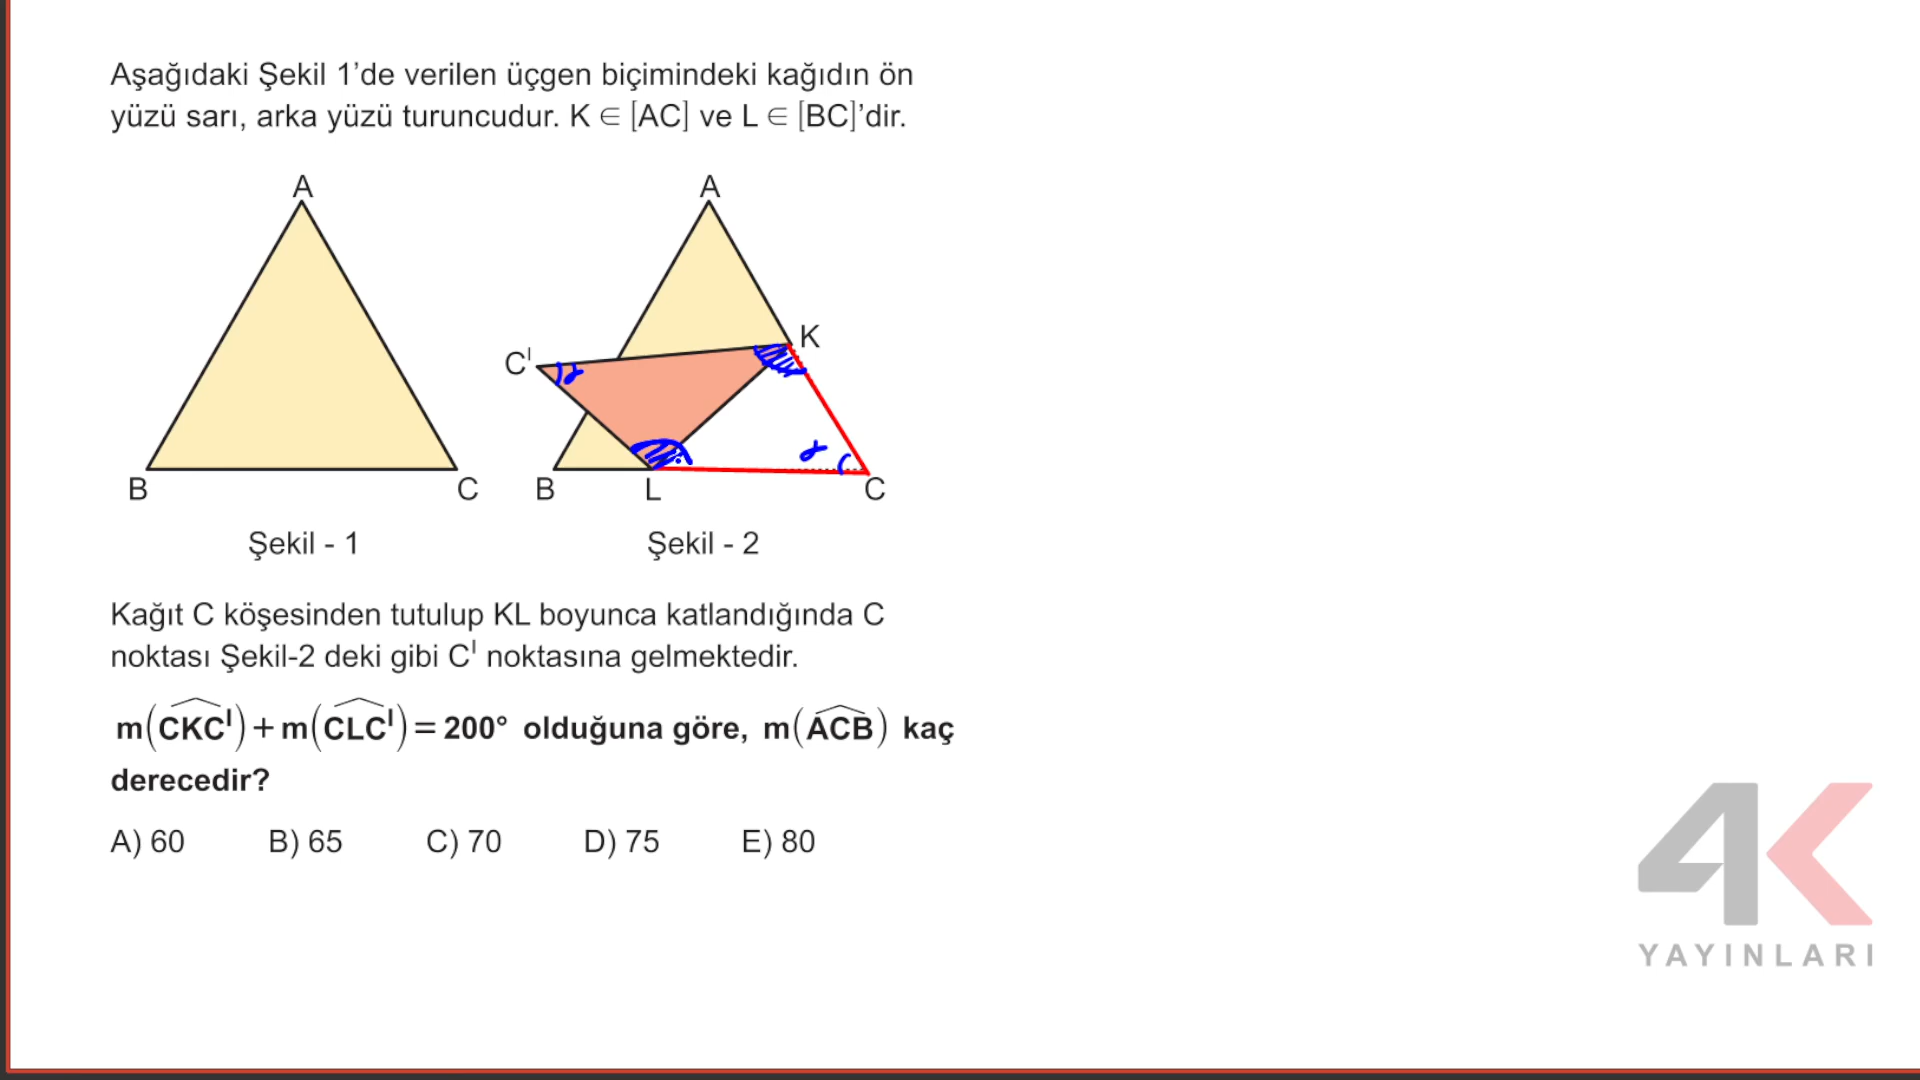 Aşağıdaki Şekil 1’de verilen üçgen biçimindeki kağıdın ön
yüzü sarı, arka yüzü turuncudur. K ∈ [AC] ve L ∈ [BC]’dir.
A
B
C
Şekil - 1
A
K
C'
α
α
B
L
C
Şekil - 2
Kağıt C köşesinden tutulup KL boyunca katlandığında C
noktası Şekil-2 deki gibi C' noktasına gelmektedir.
m(CKC') + m(CLC') = 200° olduğuna göre, m(ACB) kaç
derecedir?
A) 60 B) 65 C) 70 D) 75 E) 80
4K
YAYINLARI